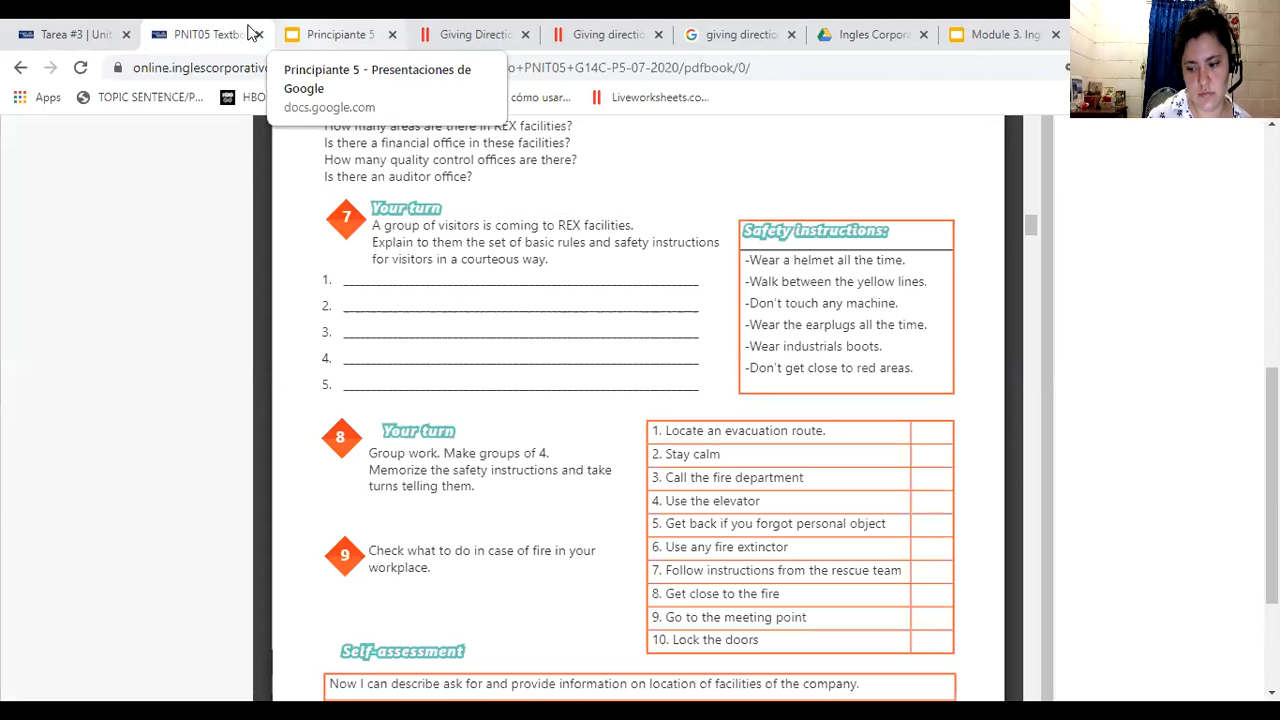 Tarea #3 | Unit
PNIT05 Textbo
Principiante 5
Giving Directio
Giving directio
giving directio
Ingles Corpora
Module 3. Ing
online.inglescorporativo
o+PNIT05+G14C-P5-07-2020/pdfbook/0/
Principiante 5 - Presentaciones de
Google
docs.google.com
Apps
TOPIC SENTENCE/P...
HBO
cómo usar...
Liveworksheets.co...
How many areas are there in REX facilities?
Is there a financial office in these facilities?
How many quality control offices are there?
Is there an auditor office?
7
Your turn
A group of visitors is coming to REX facilities.
Explain to them the set of basic rules and safety instructions
for visitors in a courteous way.
1.
2.
3.
4.
5.
Safety instructions:
-Wear a helmet all the time.
-Walk between the yellow lines.
-Don't touch any machine.
-Wear the earplugs all the time.
-Wear industrials boots.
-Don't get close to red areas.
8
Your turn
Group work. Make groups of 4.
Memorize the safety instructions and take
turns telling them.
9
Check what to do in case of fire in your
workplace.
1. Locate an evacuation route.
2. Stay calm
3. Call the fire department
4. Use the elevator
5. Get back if you forgot personal object
6. Use any fire extinctor
7. Follow instructions from the rescue team
8. Get close to the fire
9. Go to the meeting point
10. Lock the doors
Self-assessment
Now I can describe ask for and provide information on location of facilities of the company.